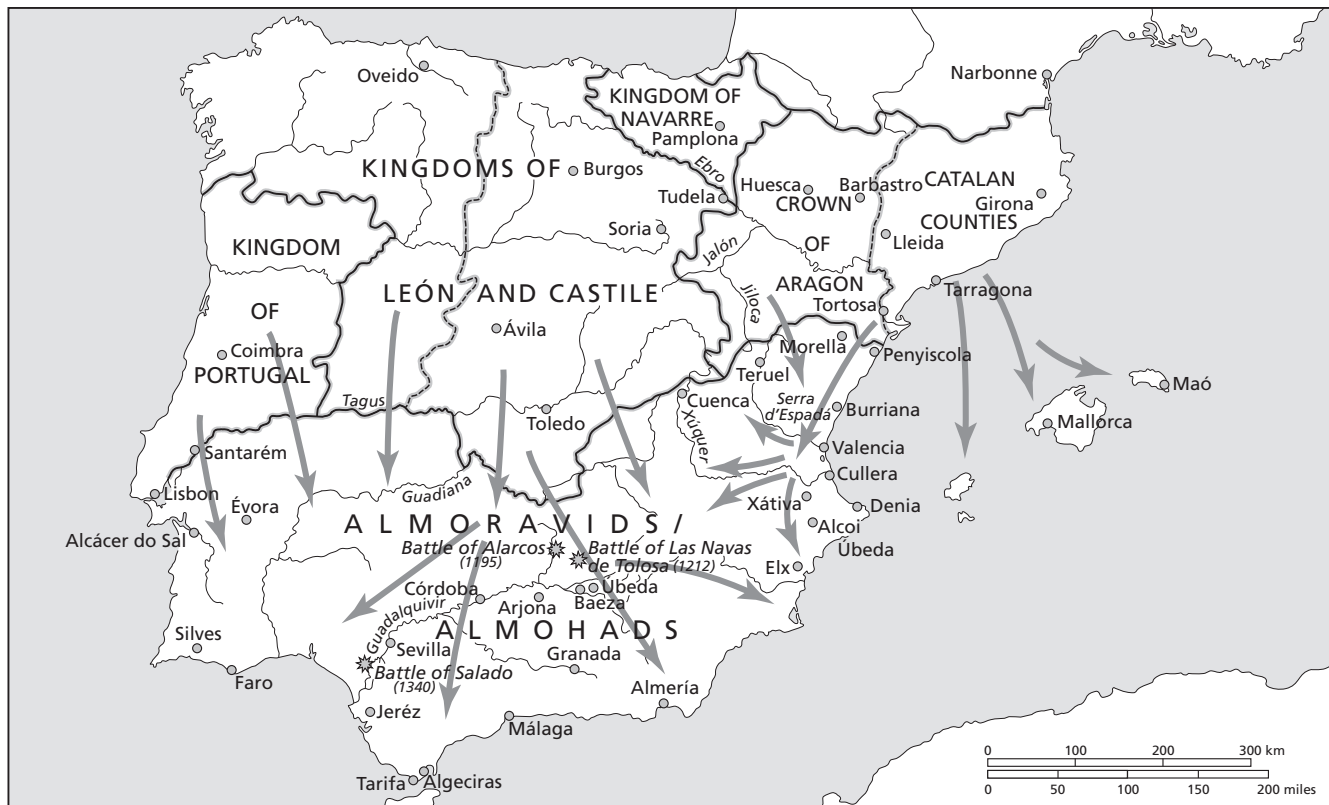 Oveido
Narbonne
KINGDOM OF
NAVARRE
Pamplona
KINGDOMS OF
Burgos
Ebro
Tudela
Huesca
Barbastro
CATALAN
Girona
CROWN
COUNTIES
Soria
Lleida
KINGDOM
Jalón
OF
LEÓN AND CASTILE
ARAGON
Tarragona
Jiloca
Tortosa
OF
Ávila
Morella
Coimbra
Penyiscola
PORTUGAL
Teruel
Maó
Tagus
Cuenca
Serra
d'Espadá
Burriana
Toledo
Mallorca
Xúquer
Santarém
Valencia
Cullera
Guadiana
Lisbon
Évora
Xátiva
Denia
ALMORAVIDS/
Alcoi
Alcácer do Sal
Battle of Alarcos
(1195)
Battle of Las Navas
de Tolosa (1212)
Úbeda
Elx
Córdoba
Úbeda
Arjona
Baeza
Guadalquivir
ALMOHADS
Silves
Sevilla
Granada
Battle of Salado
(1340)
Faro
Almería
Jeréz
Málaga
Tarifa
Algeciras
0 100 200 300 km
0 50 100 150 200 miles